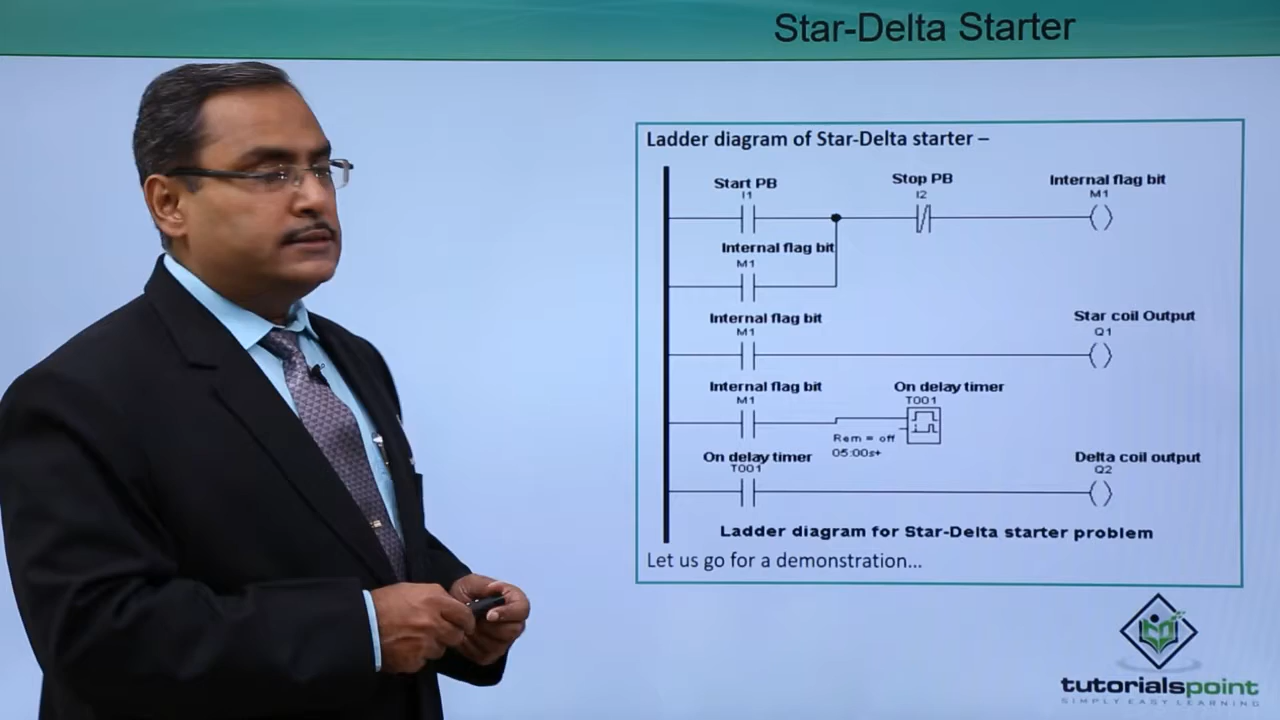 Star-Delta Starter
Ladder diagram of Star-Delta starter –
Start PB
I1
Stop PB
I2
Internal flag bit
M1
Internal flag bit
M1
Internal flag bit
M1
Star coil Output
Q1
Internal flag bit
M1
On delay timer
T001
Rem = off
05:00s+
On delay timer
T001
Delta coil output
Q2
Ladder diagram for Star-Delta starter problem
Let us go for a demonstration...
tutorialspoint
SIMPLY EASY LEARNING